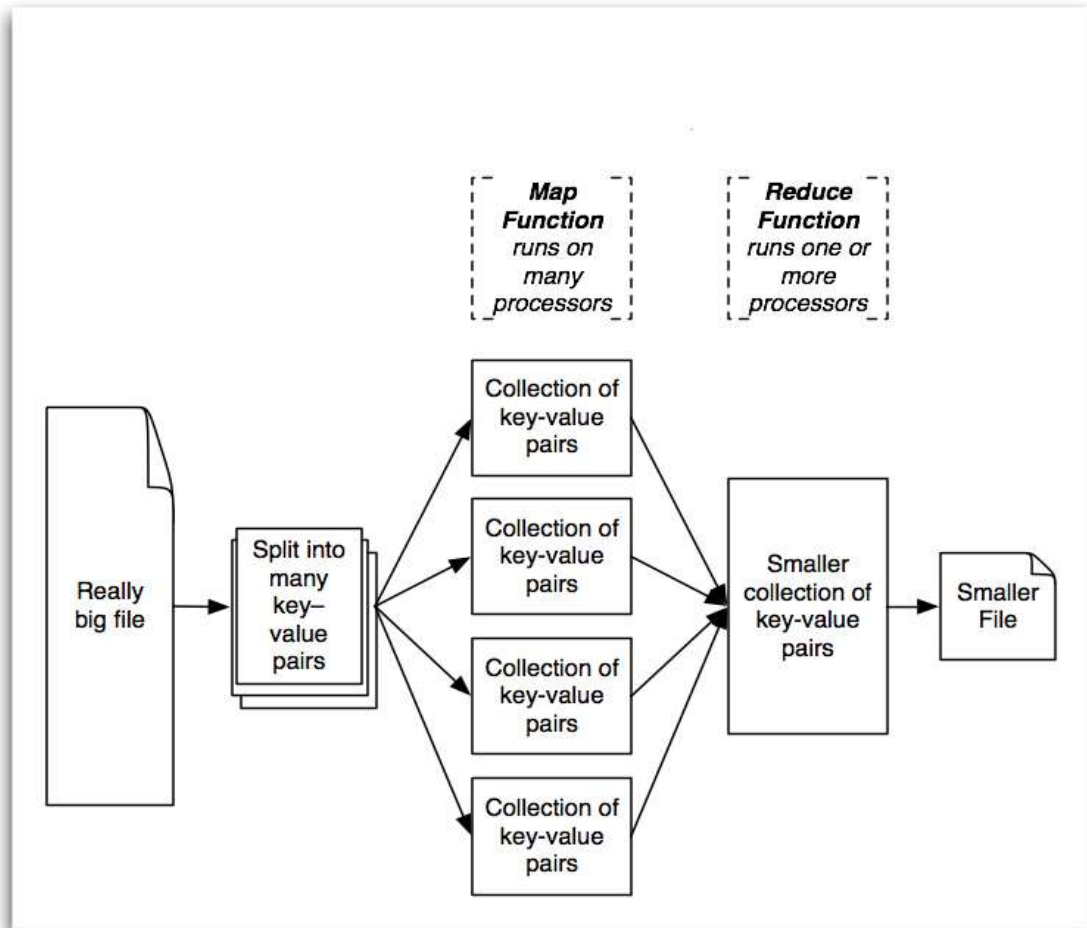 Map
Function
runs on
many
processors
Reduce
Function
runs one or
more
processors
Really
big file
Split into
many
key–
value
pairs
Collection of
key-value
pairs
Collection of
key-value
pairs
Collection of
key-value
pairs
Collection of
key-value
pairs
Smaller
collection of
key-value
pairs
Smaller
File